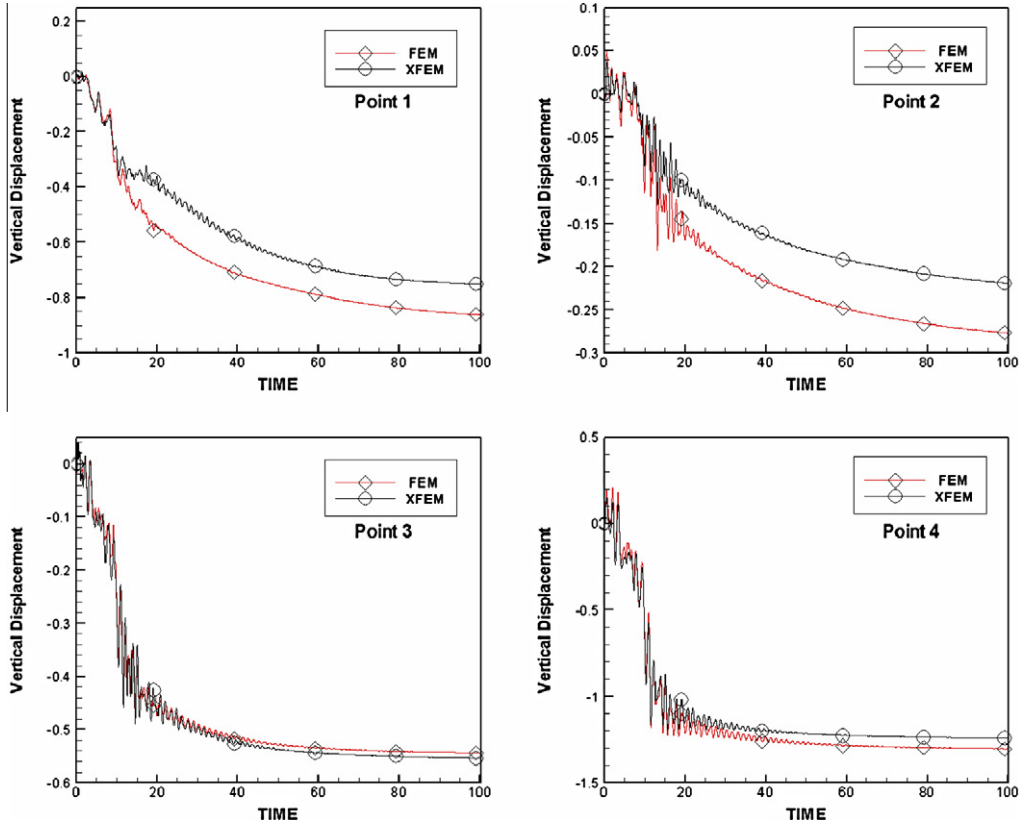 0.2
0
-0.2
-0.4
-0.6
-0.8
-1
0
20
40
60
80
100
Vertical Displacement
TIME
FEM
XFEM
Point 1
0.1
0.05
0
-0.05
-0.1
-0.15
-0.2
-0.25
-0.3
0
20
40
60
80
100
Vertical Displacement
TIME
FEM
XFEM
Point 2
0
-0.1
-0.2
-0.3
-0.4
-0.5
-0.6
0
20
40
60
80
100
Vertical Displacement
TIME
FEM
XFEM
Point 3
0.5
0
-0.5
-1
-1.5
0
20
40
60
80
100
Vertical Displacement
TIME
FEM
XFEM
Point 4